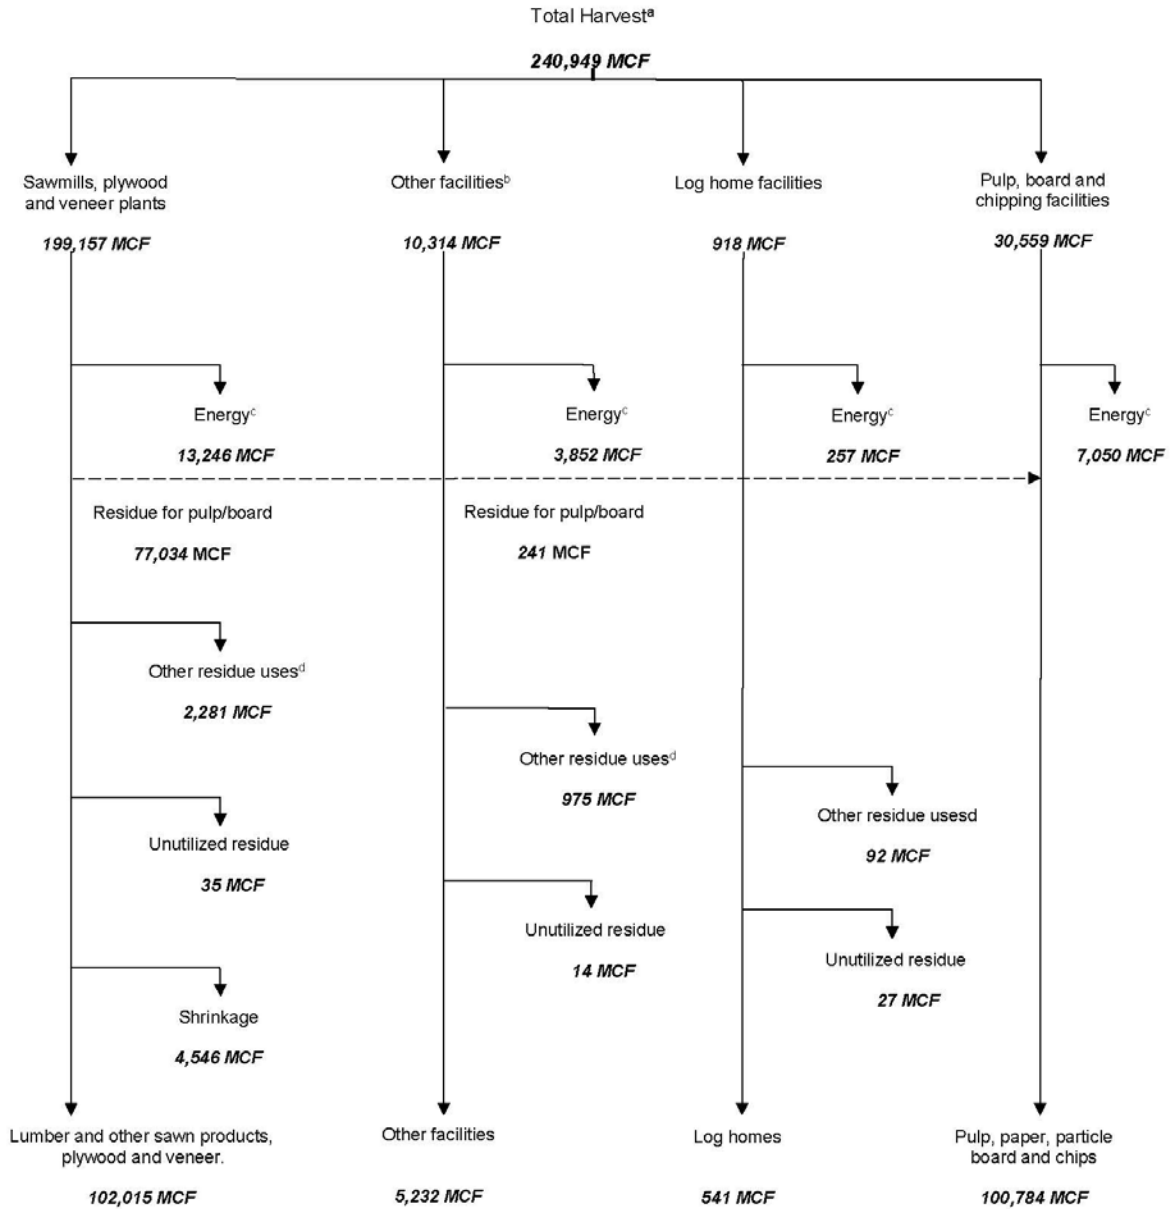 Total Harvestᵃ
240,949 MCF
Sawmills, plywood
and veneer plants
199,157 MCF
Other facilitiesᵇ
10,314 MCF
Log home facilities
918 MCF
Pulp, board and
chipping facilities
30,559 MCF
Energyᶜ
13,246 MCF
Energyᶜ
3,852 MCF
Energyᶜ
257 MCF
Energyᶜ
7,050 MCF
Residue for pulp/board
77,034 MCF
Residue for pulp/board
241 MCF
Other residue usesᵈ
2,281 MCF
Other residue usesᵈ
975 MCF
Other residue usesd
92 MCF
Unutilized residue
35 MCF
Unutilized residue
14 MCF
Unutilized residue
27 MCF
Shrinkage
4,546 MCF
Lumber and other sawn products,
plywood and veneer.
102,015 MCF
Other facilities
5,232 MCF
Log homes
541 MCF
Pulp, paper, particle
board and chips
100,784 MCF